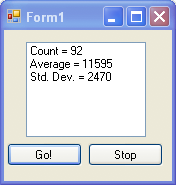 Form1
Count = 92
Average = 11595
Std. Dev. = 2470
Go!
Stop